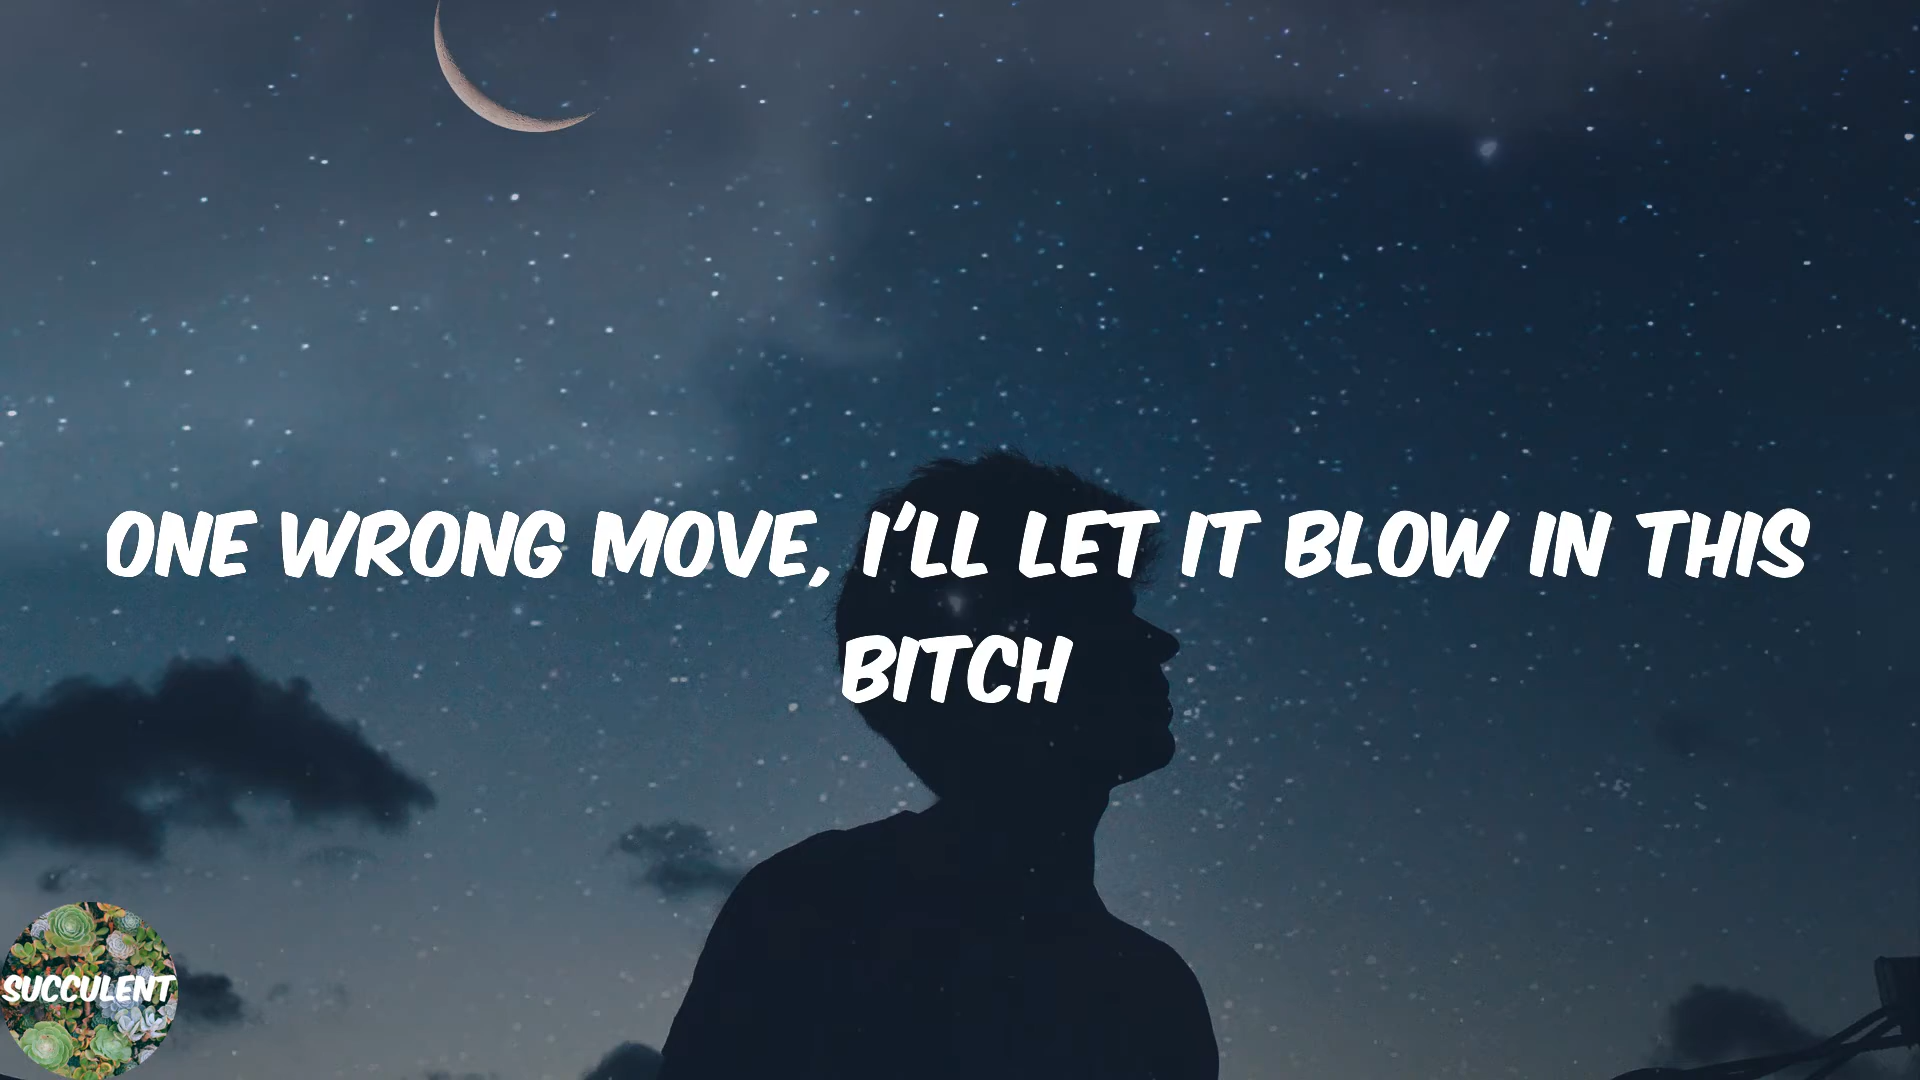 ONE WRONG MOVE, I'LL LET IT BLOW IN THIS
BITCH
SUCCULENT